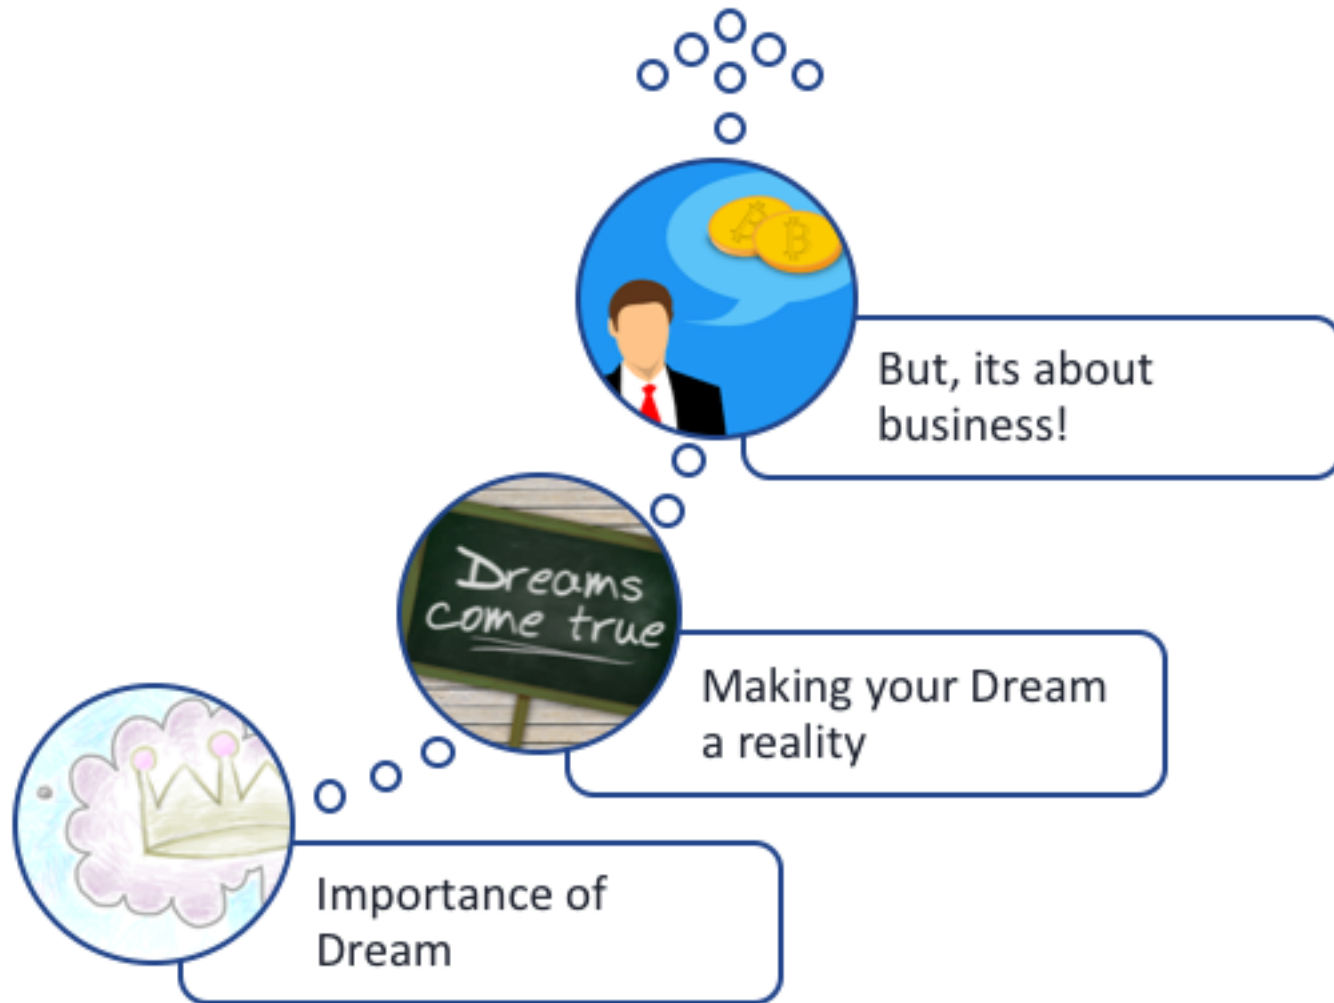 But, its about
business!
Dreams
come true
Making your Dream
a reality
Importance of
Dream